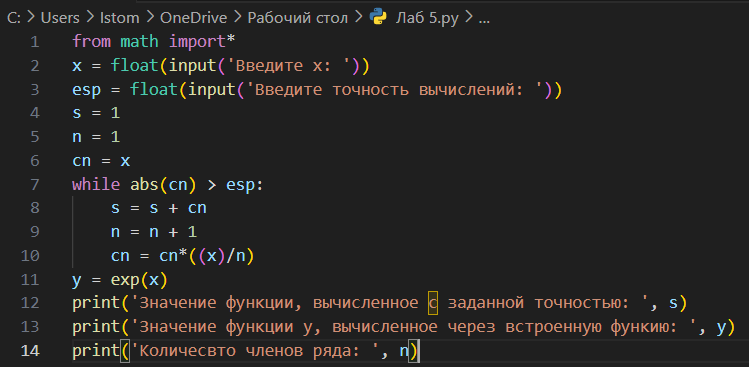 C: > Users > Istom > OneDrive > Рабочий стол > Лаб 5.py > ...
1 from math import*
2 x = float(input('Введите x: '))
3 esp = float(input('Введите точность вычислений: '))
4 s = 1
5 n = 1
6 cn = x
7 while abs(cn) > esp:
8     s = s + cn
9     n = n + 1
10     cn = cn*((x)/n)
11 y = exp(x)
12 print('Значение функции, вычисленное с заданной точностью: ', s)
13 print('Значение функции y, вычисленное через встроенную функию: ', y)
14 print('Количесвто членов ряда: ', n)